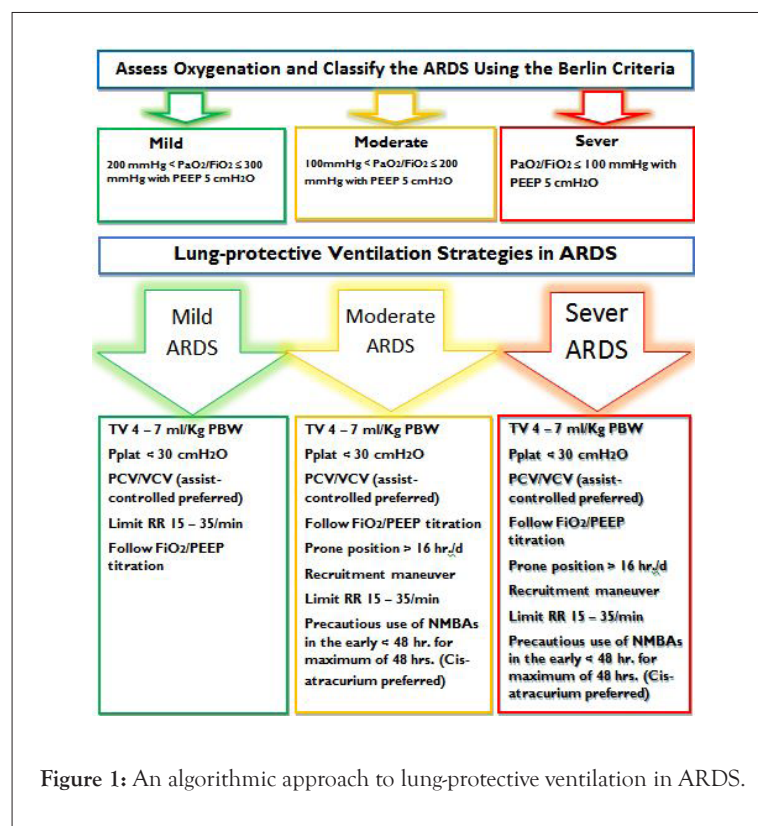 Assess Oxygenation and Classify the ARDS Using the Berlin Criteria
Mild
200 mmHg < PaO2/FiO2 ≤ 300
mmHg with PEEP 5 cmH2O
Moderate
100mmHg < PaO2/FiO2 ≤ 200
mmHg with PEEP 5 cmH2O
Sever
PaO2/FiO2 ≤ 100 mmHg with
PEEP 5 cmH2O
Lung-protective Ventilation Strategies in ARDS
Mild
ARDS
Moderate
ARDS
Sever
ARDS
TV 4 – 7 ml/Kg PBW
Pplat < 30 cmH2O
PCV/VCV (assist-
controlled preferred)
Limit RR 15 – 35/min
Follow FiO2/PEEP
titration
TV 4 – 7 ml/Kg PBW
Pplat < 30 cmH2O
PCV/VCV (assist-
controlled preferred)
Follow FiO2/PEEP titration
Prone position > 16 hr./d
Recruitment maneuver
Limit RR 15 – 35/min
Precautious use of NMBAs
in the early < 48 hr. for
maximum of 48 hrs. (Cis-
atracurium preferred)
TV 4 – 7 ml/Kg PBW
Pplat < 30 cmH2O
PCV/VCV (assist-
controlled preferred)
Follow FiO2/PEEP
titration
Prone position > 16 hr./d
Recruitment maneuver
Limit RR 15 – 35/min
Precautious use of NMBAs
in the early < 48 hr. for
maximum of 48 hrs. (Cis-
atracurium preferred)
Figure 1: An algorithmic approach to lung-protective ventilation in ARDS.